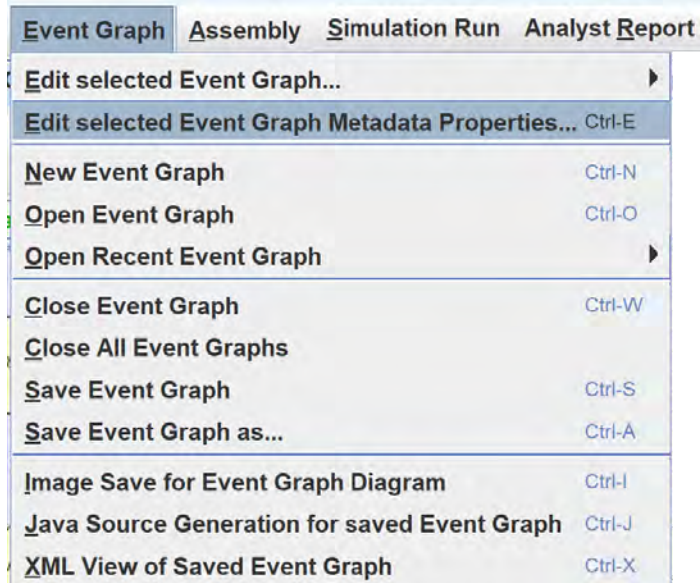 Event Graph Assembly Simulation Run Analyst Report
Edit selected Event Graph...
Edit selected Event Graph Metadata Properties... Ctrl-E
New Event Graph Ctrl-N
Open Event Graph Ctrl-O
Open Recent Event Graph
Close Event Graph Ctrl-W
Close All Event Graphs
Save Event Graph Ctrl-S
Save Event Graph as... Ctrl-A
Image Save for Event Graph Diagram Ctrl-I
Java Source Generation for saved Event Graph Ctrl-J
XML View of Saved Event Graph Ctrl-X